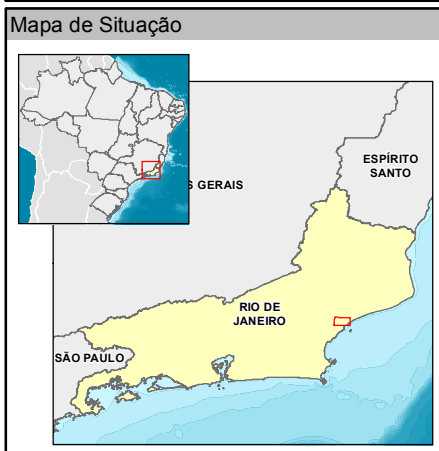 Mapa de Situação
S GERAIS
ESPÍRITO
SANTO
RIO DE
JANEIRO
SÃO PAULO